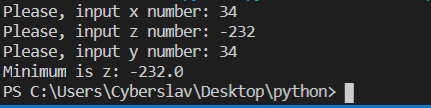 Please, input x number: 34
Please, input z number: -232
Please, input y number: 34
Minimum is z: -232.0
PS C:\Users\Cyberslav\Desktop\python>